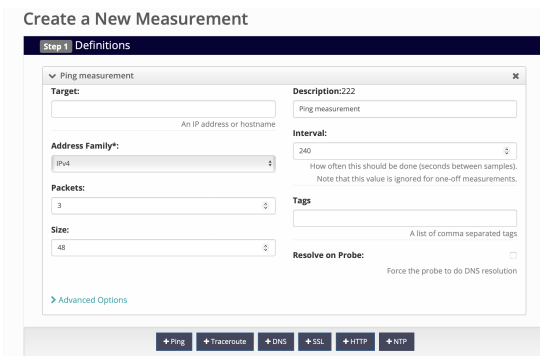 Create a New Measurement
Step 1 Definitions
Ping measurement
Target:
An IP address or hostname
Address Family*:
IPv4
Packets:
3
Size:
48
Advanced Options
Description:222
Ping measurement
Interval:
240
How often this should be done (seconds between samples).
Note that this value is ignored for one-off measurements.
Tags
A list of comma separated tags
Resolve on Probe:
Force the probe to do DNS resolution
+ Ping + Traceroute + DNS + SSL + HTTP + NTP